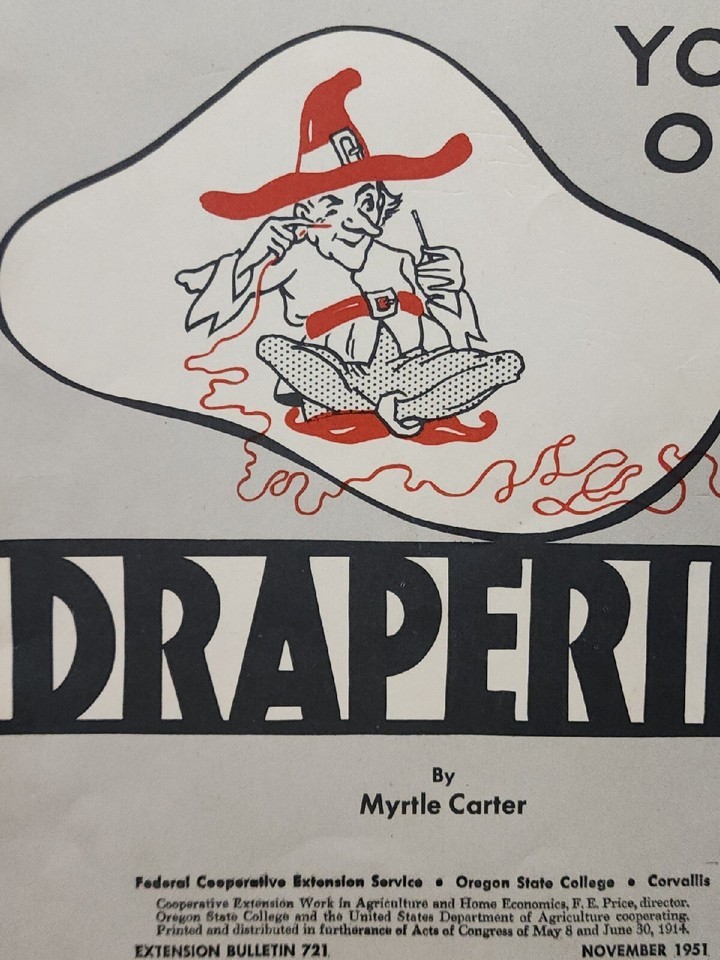 YO
O
DRAPERI
By
Myrtle Carter
Federal Cooperative Extension Service • Oregon State College • Corvallis
Cooperative Extension Work in Agriculture and Home Economics, F. E. Price, director.
Oregon State College and the United States Department of Agriculture cooperating.
Printed and distributed in furtherance of Acts of Congress of May 8 and June 30, 1914.
EXTENSION BULLETIN 721
NOVEMBER 1951